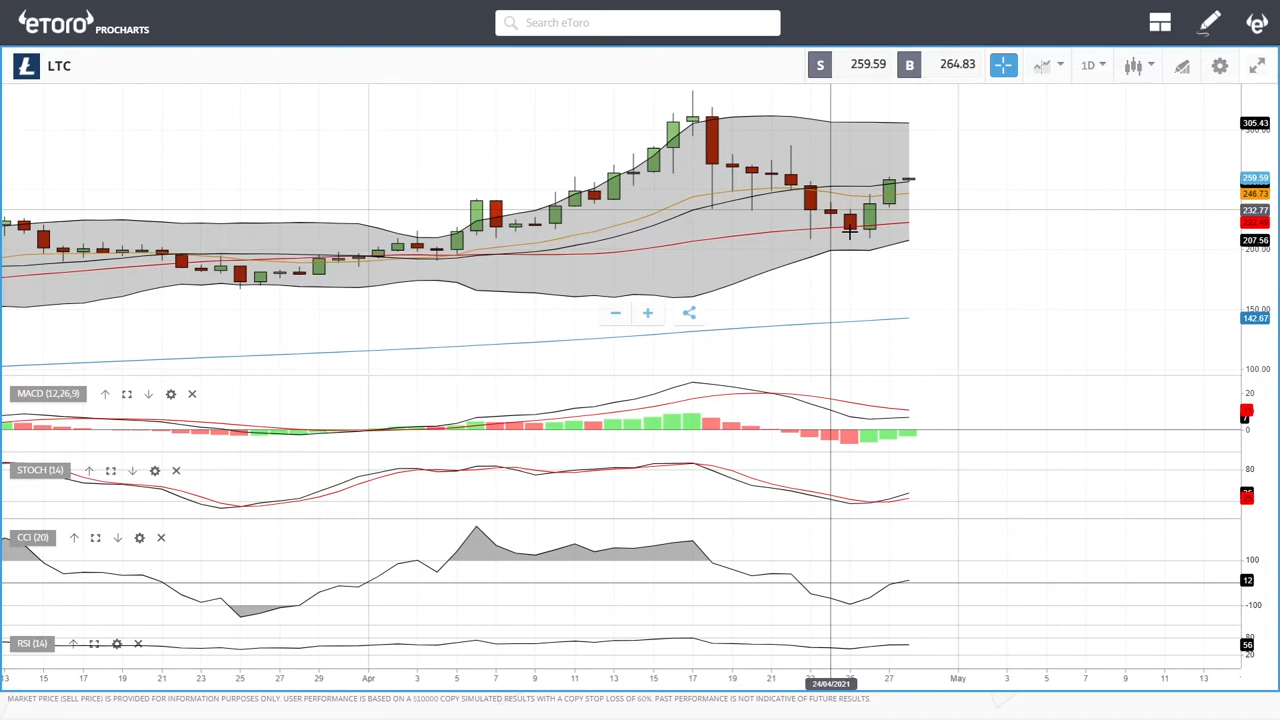 eToro PROCHARTS
Search eToro
LTC
S 259.59 B 264.83
1D
305.43
259.59
246.73
232.77
207.56
200.00
150.00
142.67
100.00
MACD (12,26,9)
20
0
STOCH (14)
80
CCI (20)
100
12
-100
RSI (14)
80
56
20
13 15 17 19 21 23 25 27 29 Apr 3 5 7 9 11 13 15 17 19 21 27 May 3 5 7 9 11 13
24/04/2021
MARKET PRICE (SELL PRICE) IS PROVIDED FOR INFORMATION PURPOSES ONLY. USER PERFORMANCE IS BASED ON A $10000 COPY SIMULATED RESULTS WITH A COPY STOP LOSS OF 60%. PAST PERFORMANCE IS NOT INDICATIVE OF FUTURE RESULTS.